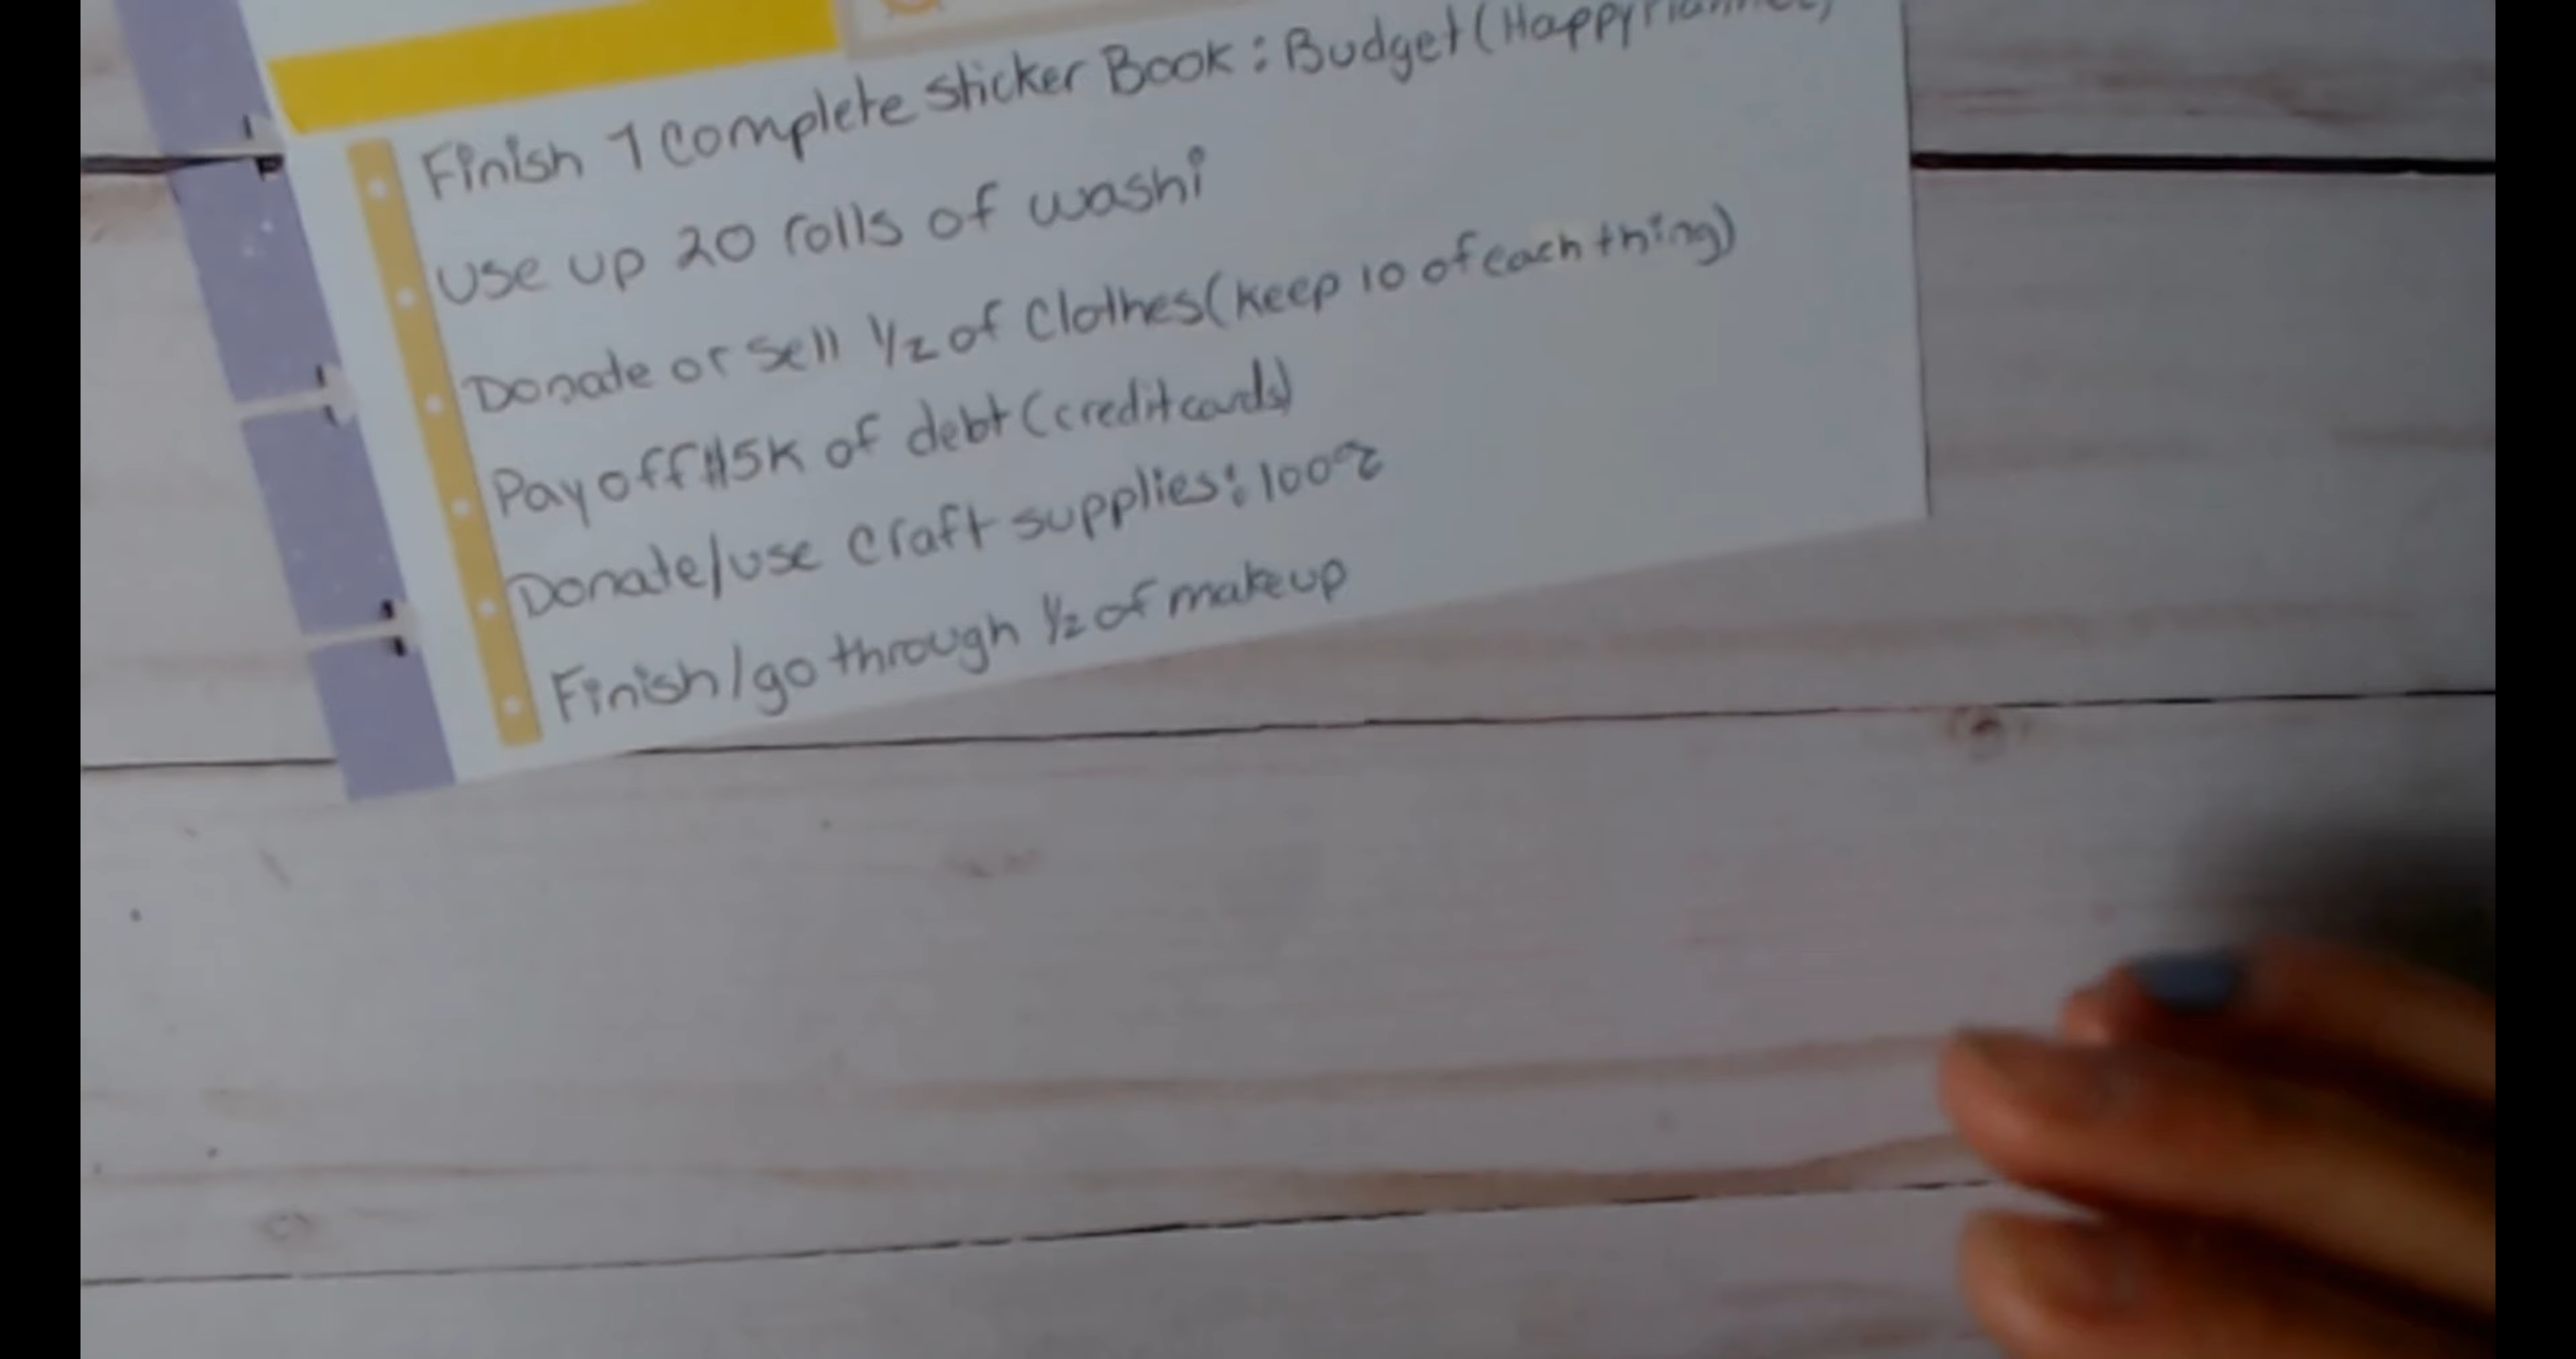 Finish 1 Complete Sticker Book: Budget (Happy Planner)
Use up 20 rolls of washi
Donate or Sell 1/2 of Clothes (keep 10 of each thing)
Pay off $5K of debt (credit cards)
Donate/use Craft supplies: 100%
Finish/go through 1/2 of makeup